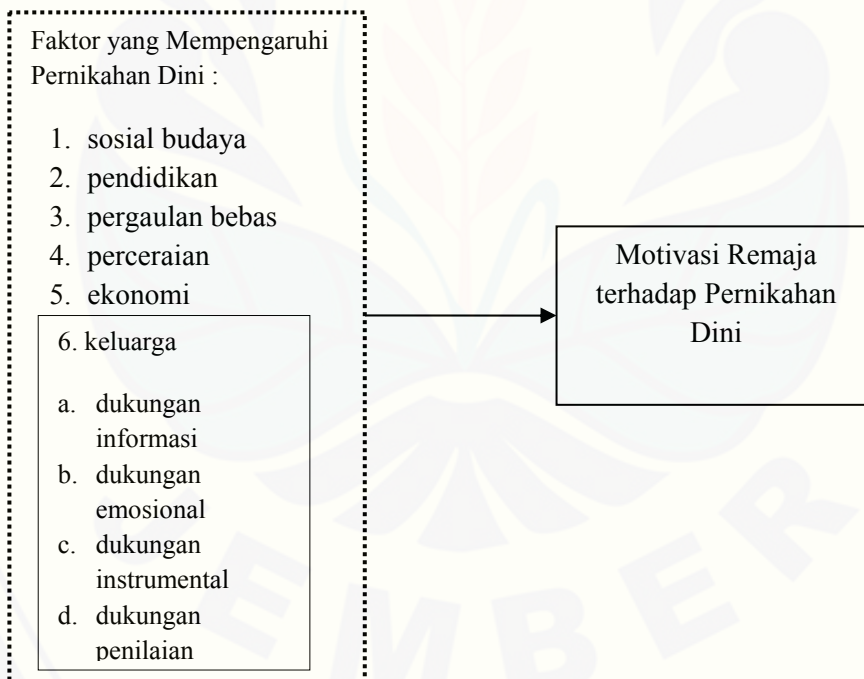 Faktor yang Mempengaruhi
Pernikahan Dini :
1. sosial budaya
2. pendidikan
3. pergaulan bebas
4. perceraian
5. ekonomi
6. keluarga
a. dukungan
informasi
b. dukungan
emosional
c. dukungan
instrumental
d. dukungan
penilaian
Motivasi Remaja
terhadap Pernikahan
Dini
JEMBER